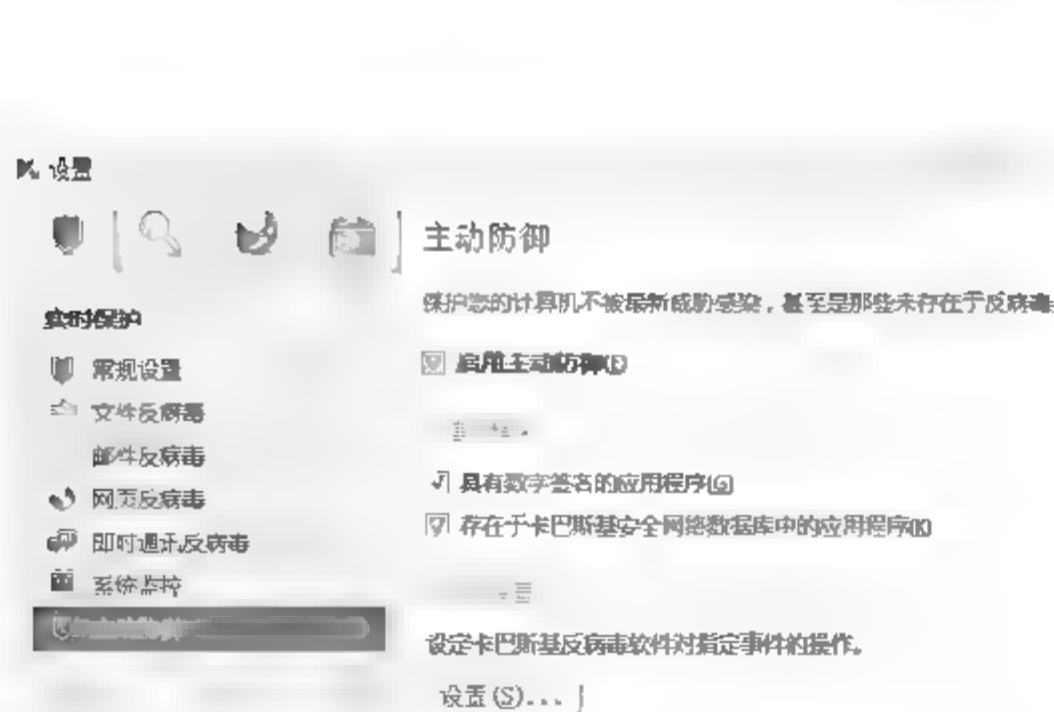 设置
主动防御
保护您的计算机不被最新威胁感染，甚至是那些未存在于反病毒
实时保护
常规设置
启用主动防御(E)
文件反病毒
邮件反病毒
具有数字签名的应用程序(G)
网页反病毒
存在于卡巴斯基安全网络数据库中的应用程序(K)
即时通讯反病毒
系统监控
设定卡巴斯基反病毒软件对指定事件的操作。
设置(S)...